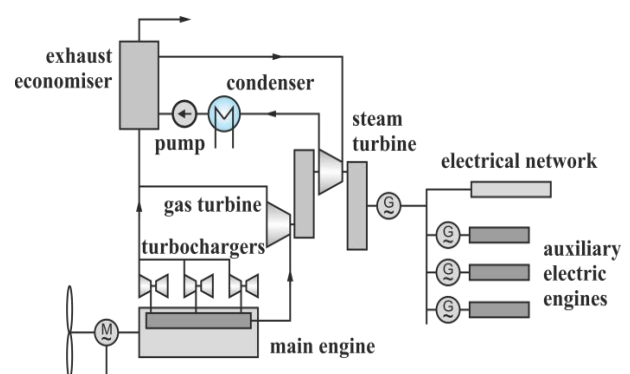 exhaust
economiser
condenser
pump
steam
turbine
electrical network
gas turbine
G
turbochargers
G
auxiliary
electric
engines
G
G
M
main engine